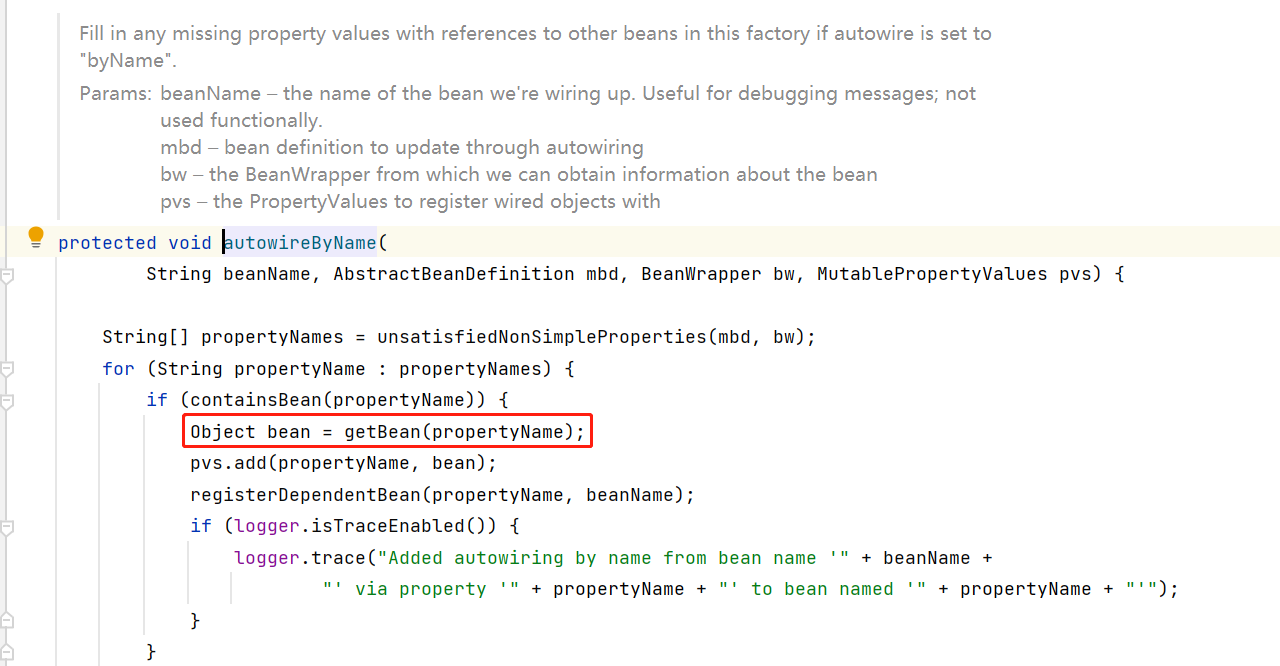 Fill in any missing property values with references to other beans in this factory if autowire is set to
"byName".
Params: beanName – the name of the bean we're wiring up. Useful for debugging messages; not
used functionally.
mbd – bean definition to update through autowiring
bw – the BeanWrapper from which we can obtain information about the bean
pvs – the PropertyValues to register wired objects with
protected void autowireByName(
String beanName, AbstractBeanDefinition mbd, BeanWrapper bw, MutablePropertyValues pvs) {
String[] propertyNames = unsatisfiedNonSimpleProperties(mbd, bw);
for (String propertyName : propertyNames) {
if (containsBean(propertyName)) {
Object bean = getBean(propertyName);
pvs.add(propertyName, bean);
registerDependentBean(propertyName, beanName);
if (logger.isTraceEnabled()) {
logger.trace("Added autowiring by name from bean name '" + beanName +
"' via property '" + propertyName + "' to bean named '" + propertyName + "'");
}
}